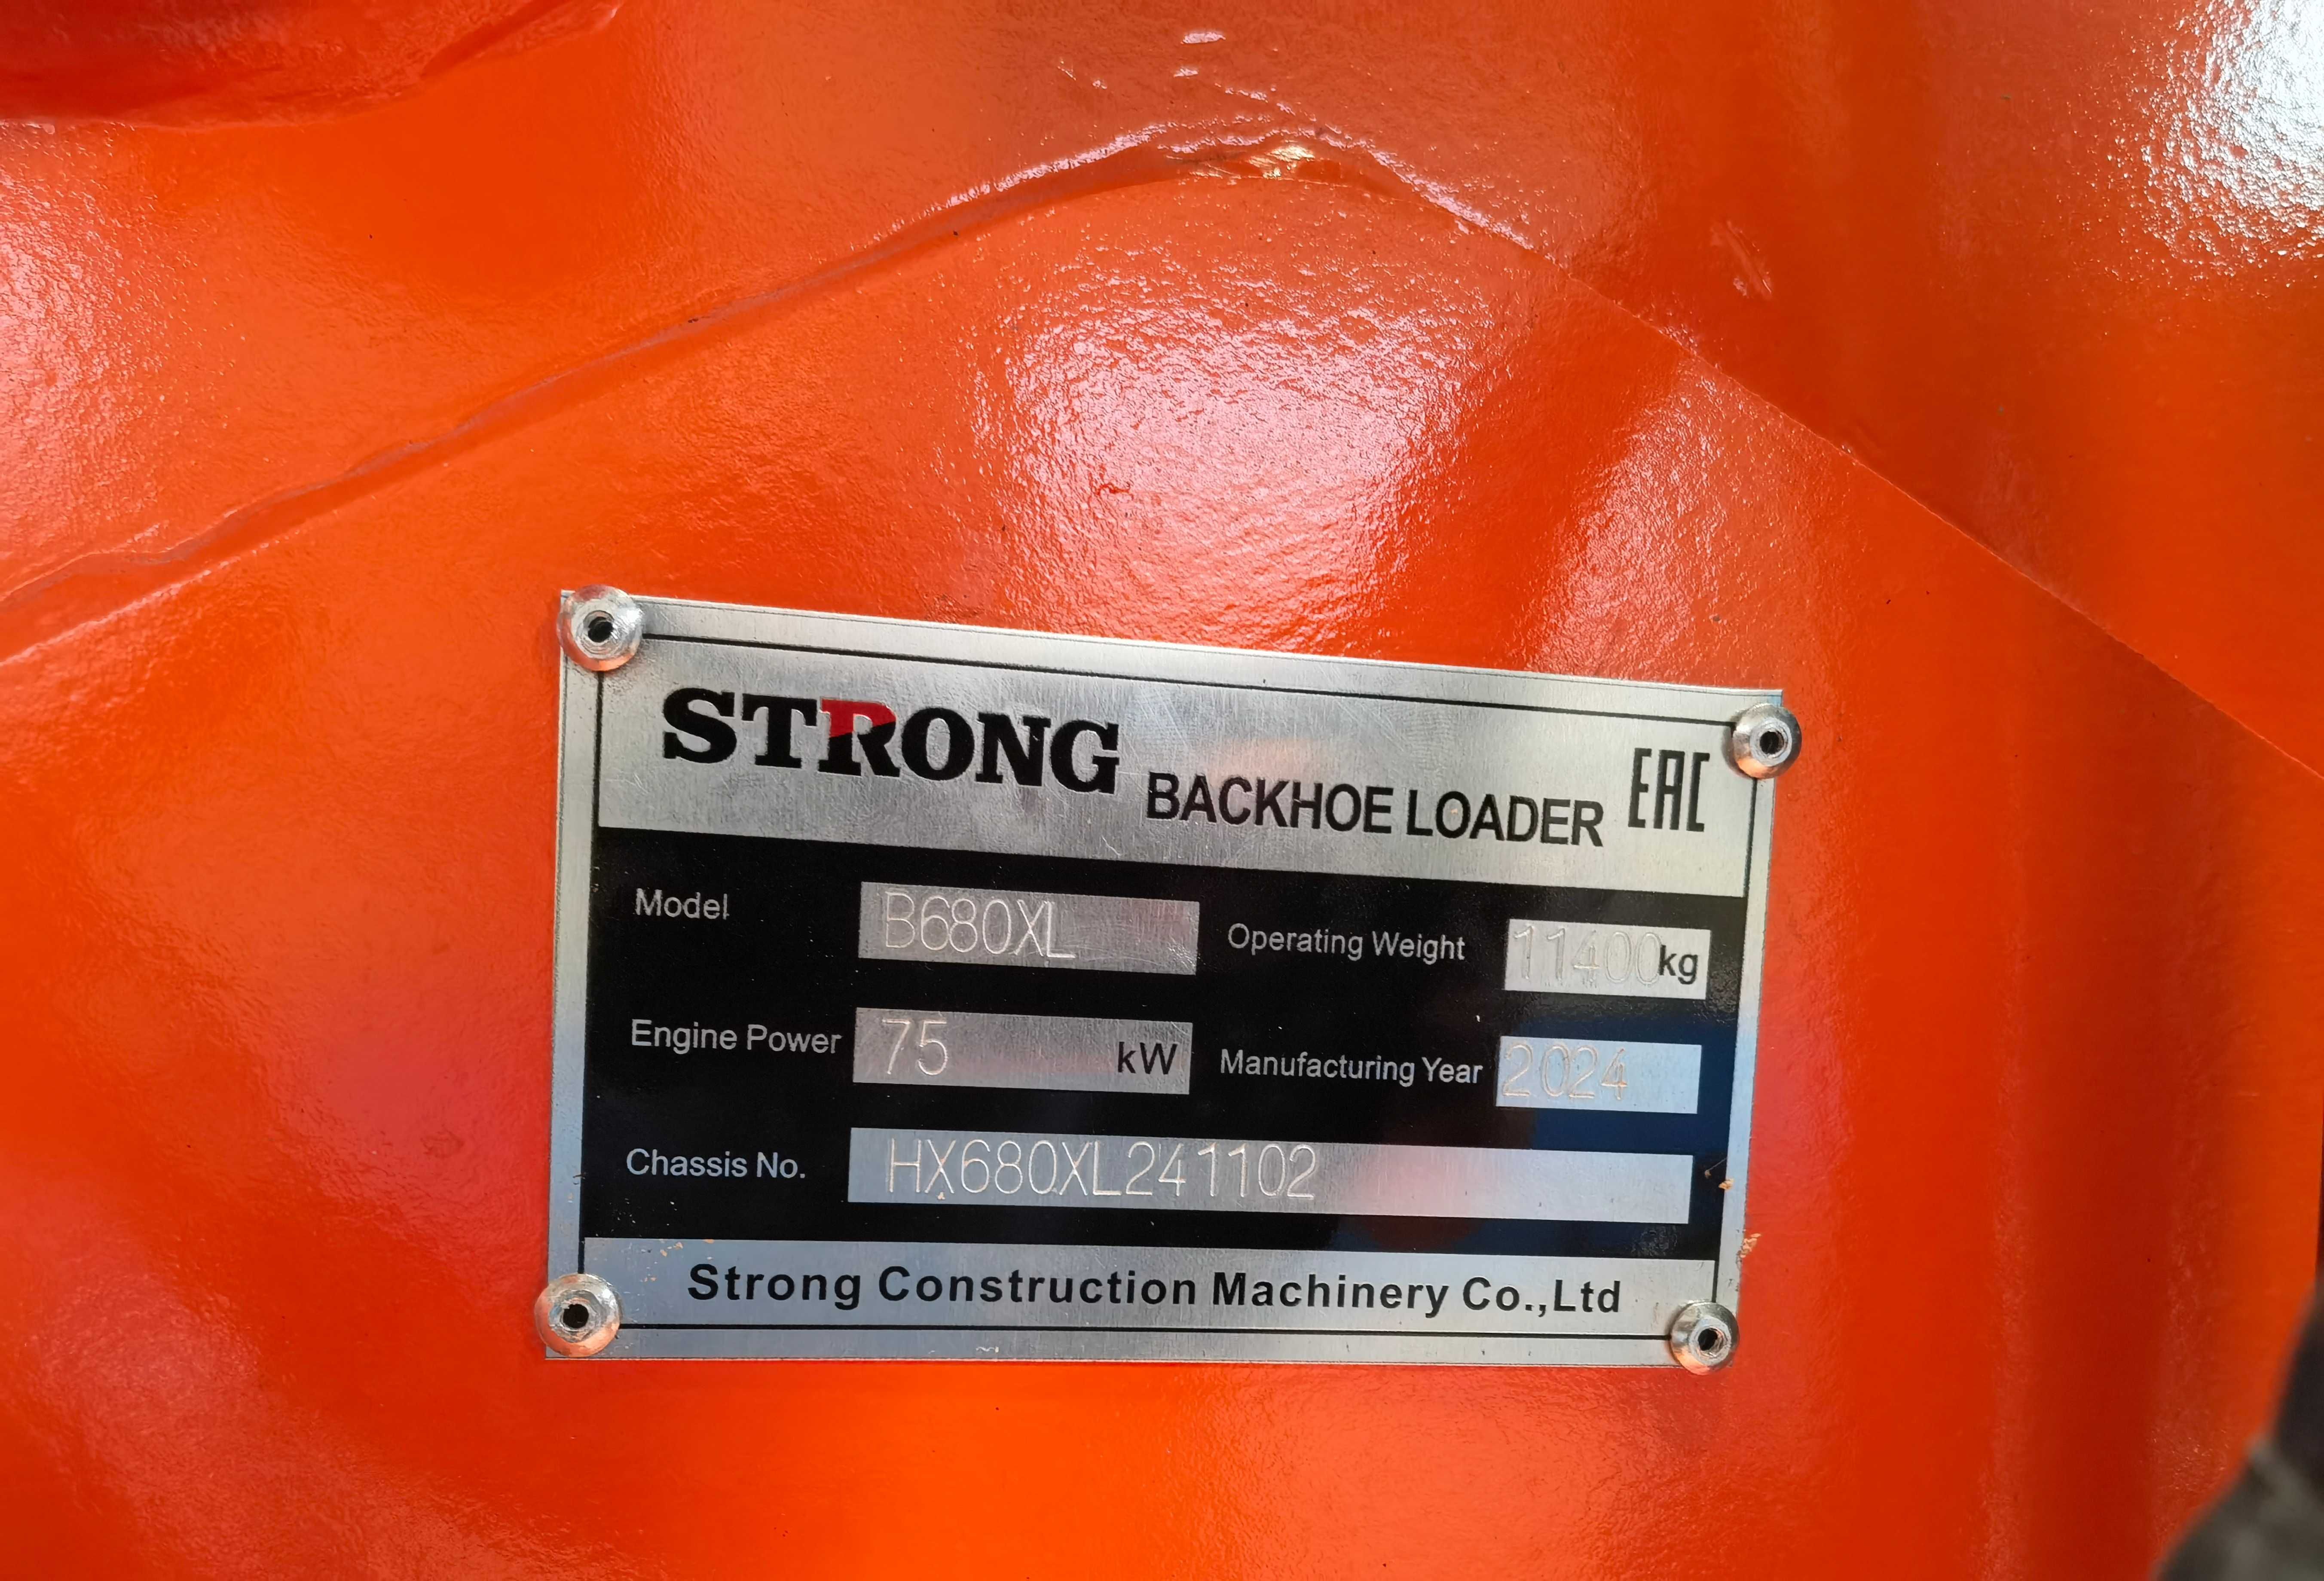 STRONG BACKHOE LOADER EAC
Model B680XL Operating Weight 11400kg
Engine Power 75 kW Manufacturing Year 2024
Chassis No. HX680XL241102
Strong Construction Machinery Co.,Ltd